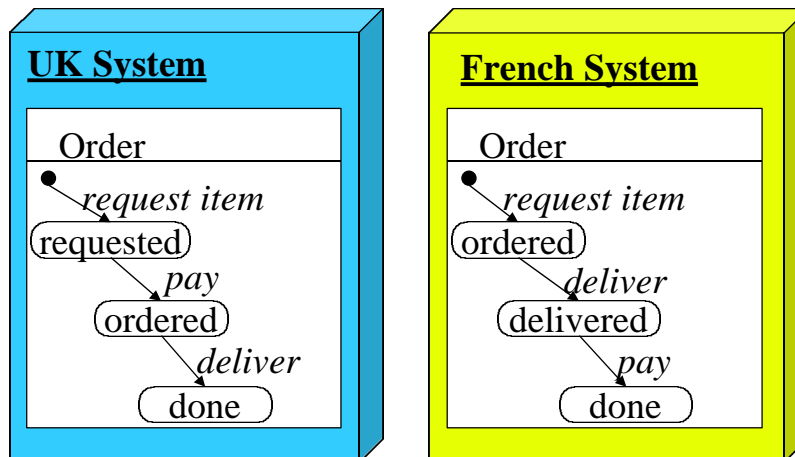 UK System
Order
request item
requested
pay
ordered
deliver
done
French System
Order
request item
ordered
deliver
delivered
pay
done